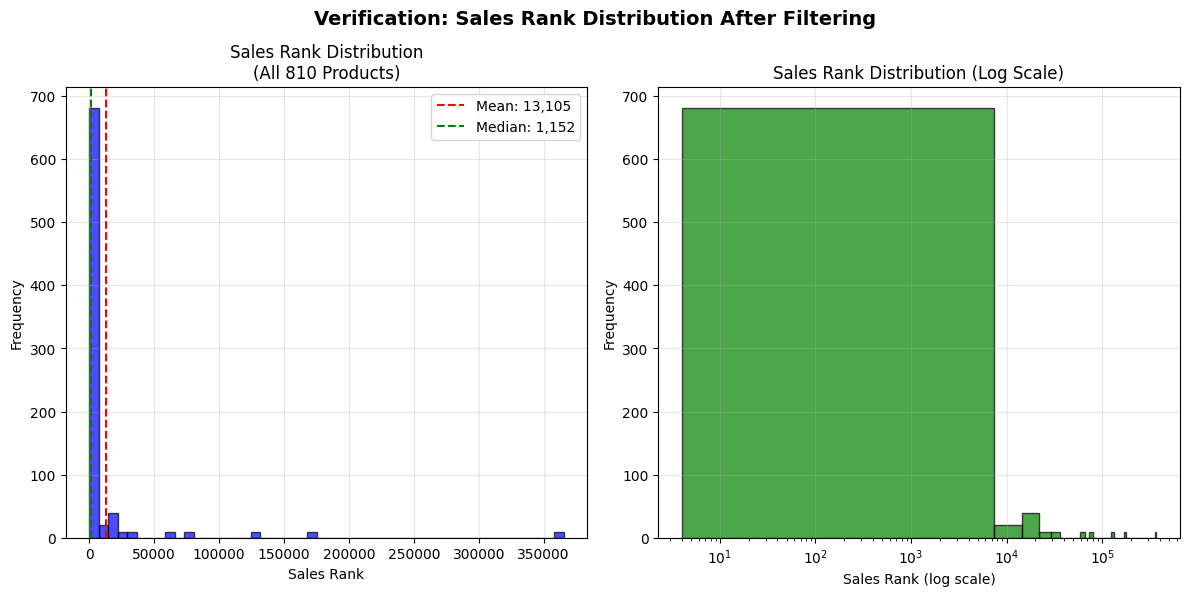 Verification: Sales Rank Distribution After Filtering
Sales Rank Distribution
(All 810 Products)
Mean: 13,105
Median: 1,152
700
600
500
400
300
200
100
0
Frequency
0 50000 100000 150000 200000 250000 300000 350000
Sales Rank
Sales Rank Distribution (Log Scale)
700
600
500
400
300
200
100
0
Frequency
10¹ 10² 10³ 10⁴ 10⁵
Sales Rank (log scale)